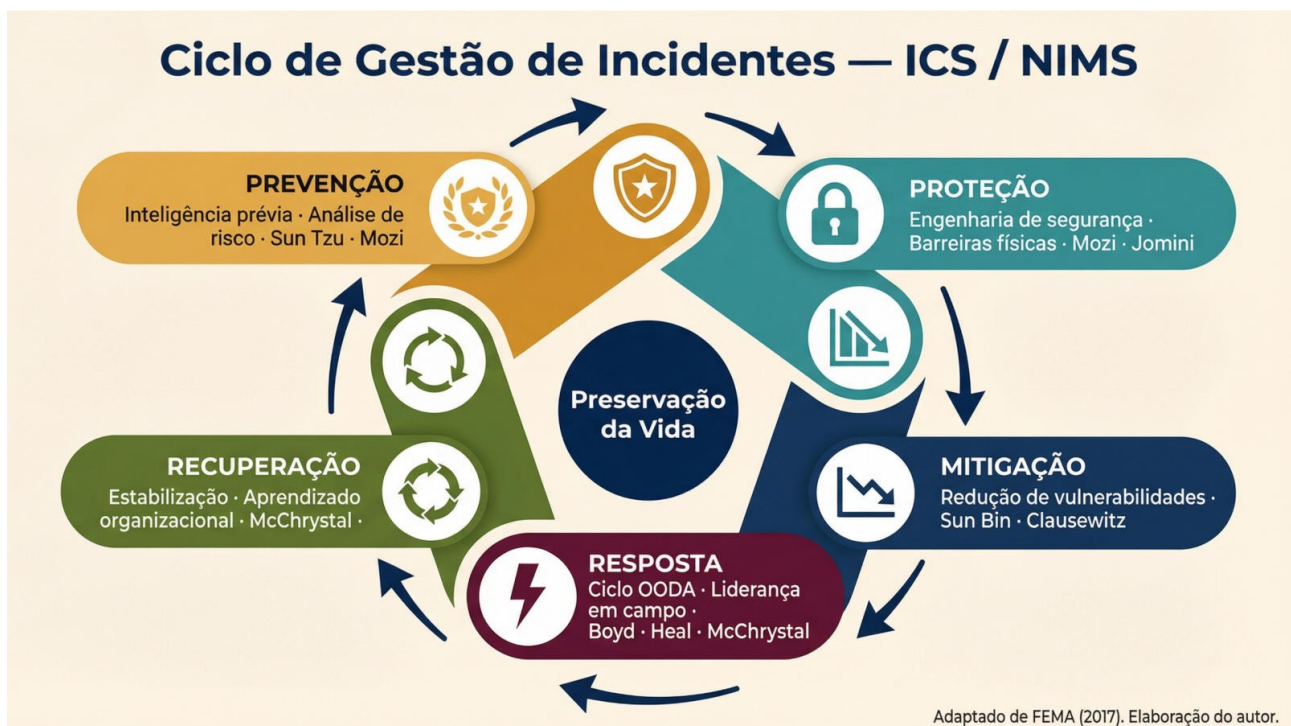 Ciclo de Gestão de Incidentes — ICS / NIMS
PREVENÇÃO
Inteligência prévia · Análise de
risco · Sun Tzu · Mozi
PROTEÇÃO
Engenharia de segurança ·
Barreiras físicas · Mozi · Jomini
Preservação
da Vida
RECUPERAÇÃO
Estabilização · Aprendizado
organizacional · McChrystal ·
MITIGAÇÃO
Redução de vulnerabilidades ·
Sun Bin · Clausewitz
RESPOSTA
Ciclo OODA · Liderança
em campo ·
Boyd · Heal · McChrystal
Adaptado de FEMA (2017). Elaboração do autor.